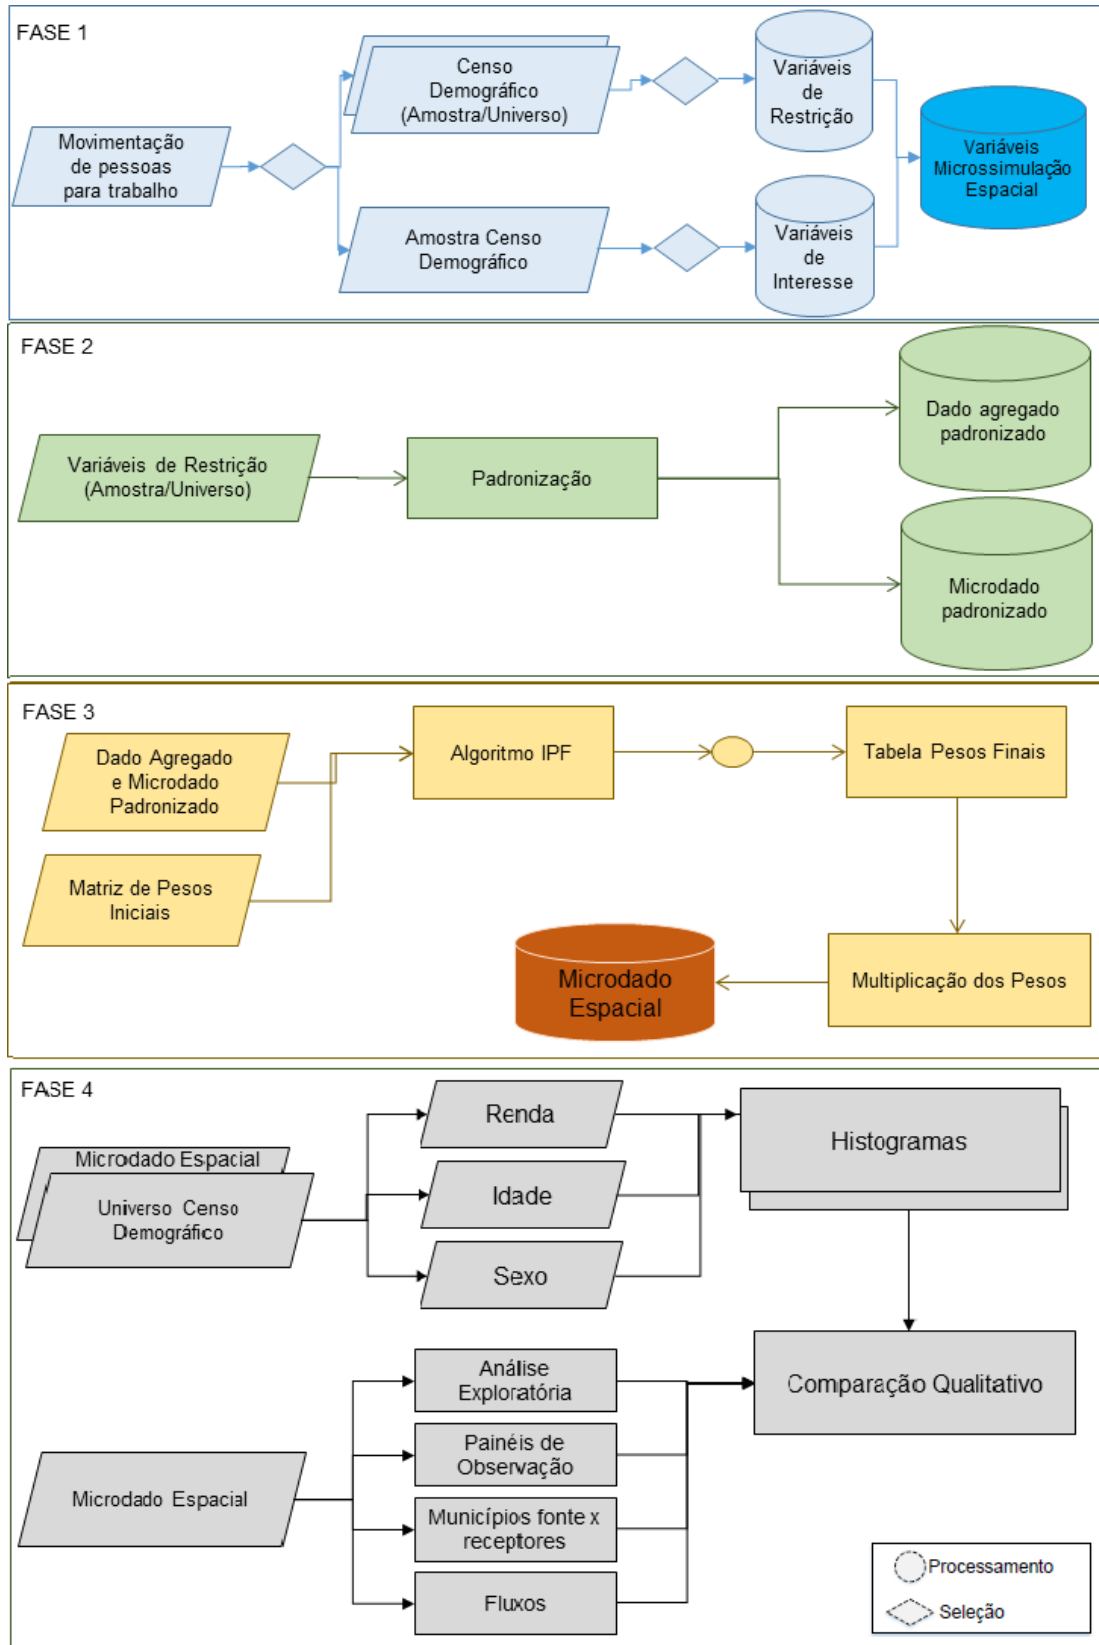 FASE 1
Movimentação
de pessoas
para trabalho
Censo
Demográfico
(Amostra/Universo)
Variáveis
de
Restrição
Variáveis
Microssimulação
Espacial
Amostra Censo
Demográfico
Variáveis
de
Interesse
FASE 2
Variáveis de Restrição
(Amostra/Universo)
Padronização
Dado agregado
padronizado
Microdado
padronizado
FASE 3
Dado Agregado
e Microdado
Padronizado
Algoritmo IPF
Tabela Pesos Finais
Matriz de Pesos
Iniciais
Microdado
Espacial
Multiplicação dos Pesos
FASE 4
Microdado Espacial
Universo Censo
Demográfico
Renda
Idade
Sexo
Histogramas
Análise
Exploratória
Painéis de
Observação
Municípios fonte x
receptores
Fluxos
Comparação Qualitativo
Microdado Espacial
Processamento
Seleção